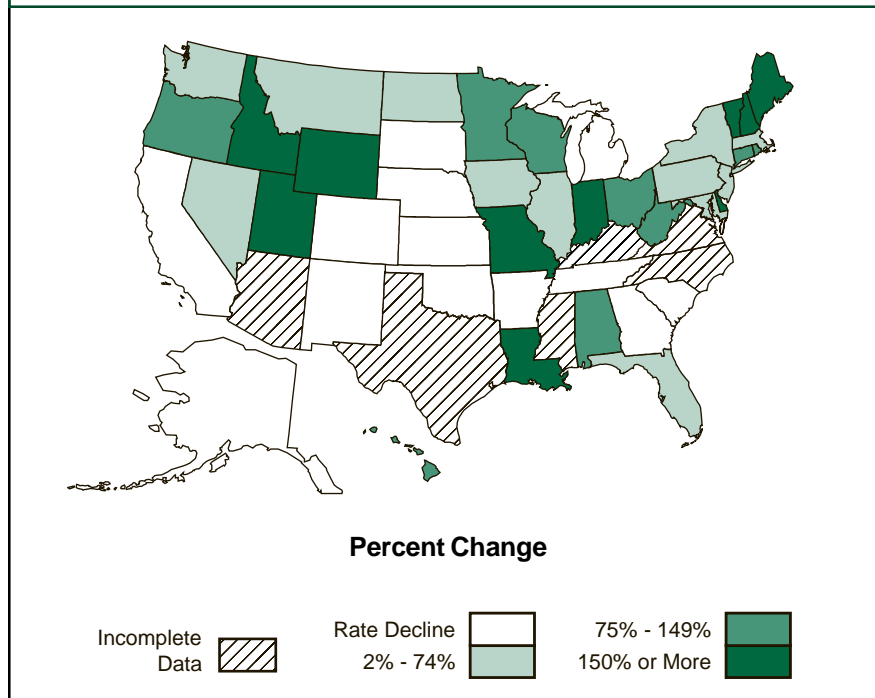 Percent Change
Incomplete
Data
Rate Decline
2% - 74%
75% - 149%
150% or More